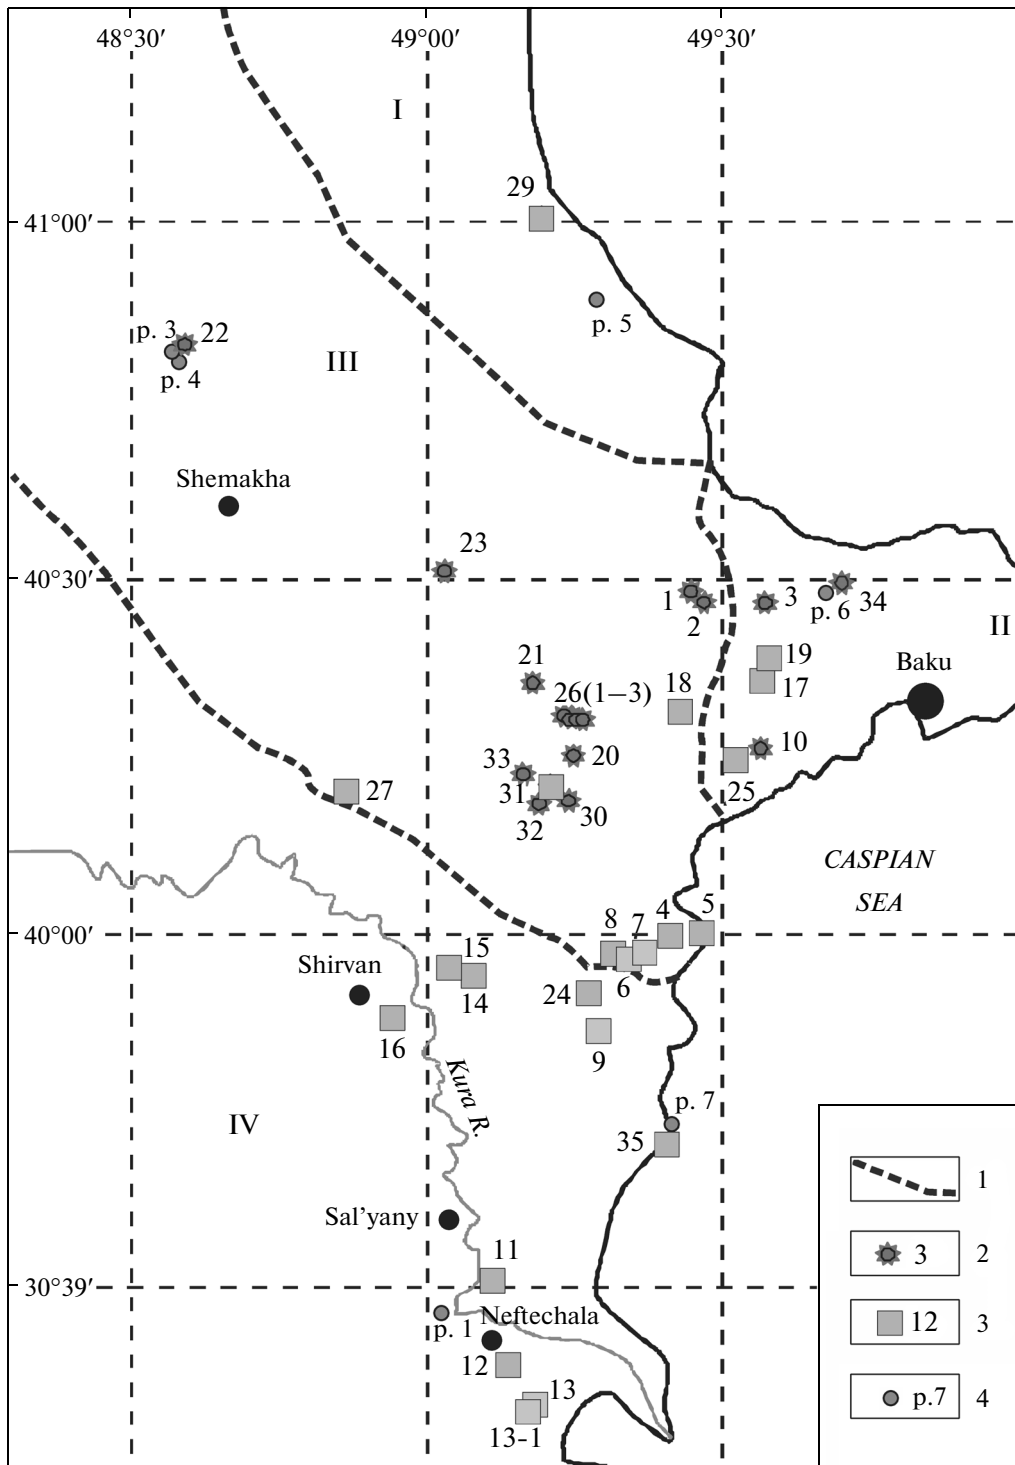 48°30′ 49°00′ 49°30′
I
29
41°00′
p. 5
p. 3 22
III
p. 4
Shemakha
23
40°30′
1 3 p. 6 34
2
II
21 19
Baku
26(1–3) 18 17
20 10
33
27 31 25
32 30
CASPIAN
SEA
8 7 4 5
40°00′
15
Shirvan
24 6
14
16 9
Kura R.
p. 7
IV
35
1
Sal’yany
11
3 2
30°39′
p. 1 Neftechala
12 3
12
13
p.7 4
13-1